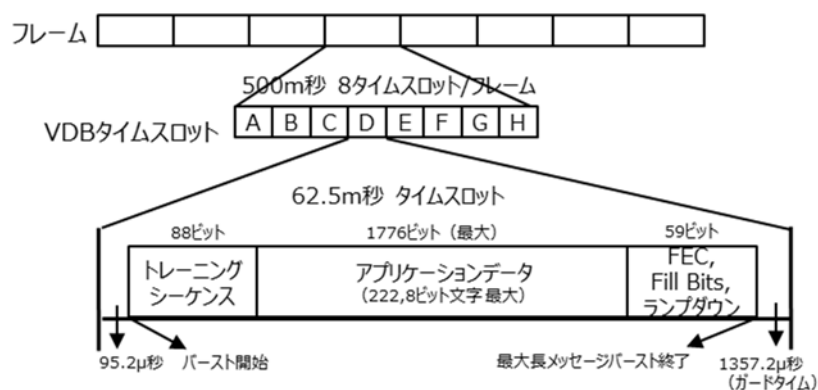 フレーム
500m秒 8タイムスロット/フレーム
VDBタイムスロット
A B C D E F G H
62.5m秒 タイムスロット
88ビット
1776ビット (最大)
59ビット
トレーニング
シーケンス
アプリケーションデータ
(222,8ビット文字 最大)
FEC,
Fill Bits,
ランプダウン
95.2μ秒
バースト開始
最大長メッセージバースト終了
1357.2μ秒
(ガードタイム)